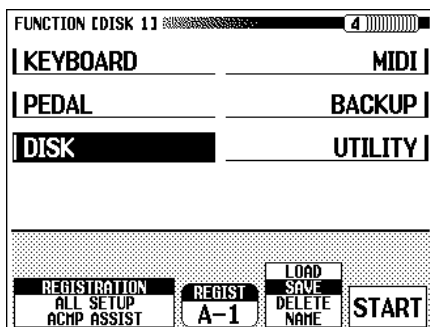 FUNCTION [DISK 1] 4
KEYBOARD MIDI
PEDAL BACKUP
DISK UTILITY
LOAD
REGISTRATION REGIST SAVE
ALL SETUP A-1 DELETE START
ACMP ASSIST NAME